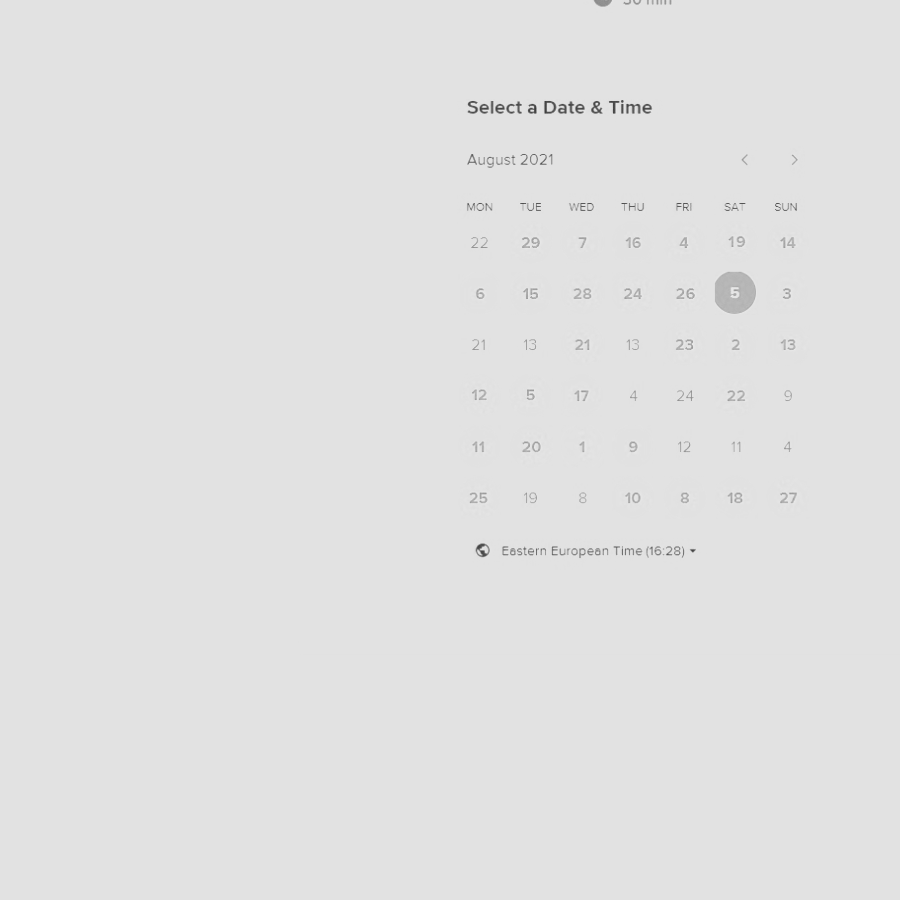 30 min
Select a Date & Time
August 2021
MON TUE WED THU FRI SAT SUN
22 29 7 16 4 19 14
6 15 28 24 26 5 3
21 13 21 13 23 2 13
12 5 17 4 24 22 9
11 20 1 9 12 11 4
25 19 8 10 8 18 27
Eastern European Time (16:28)